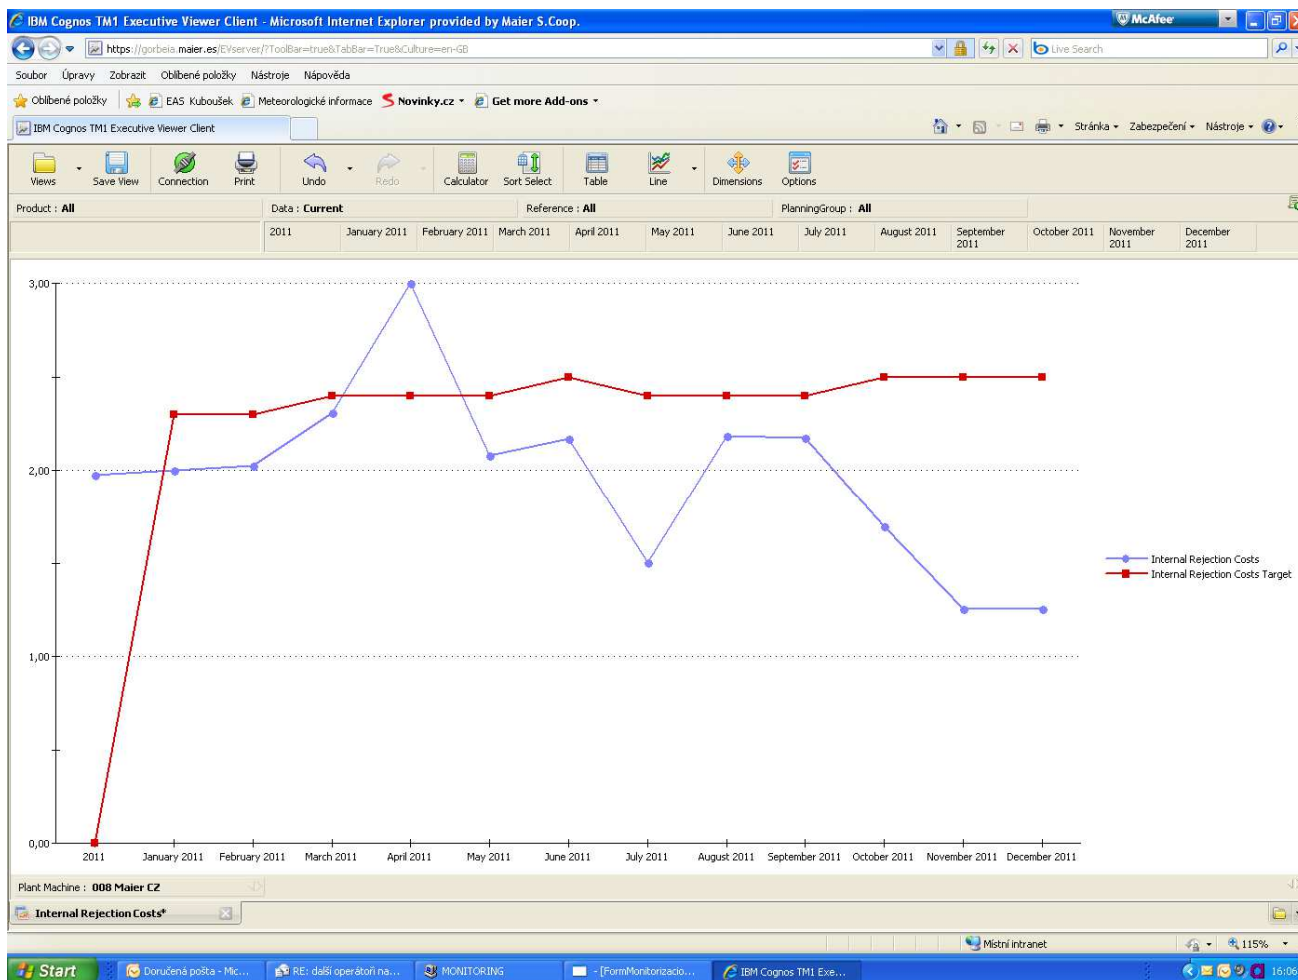 IBM Cognos TM1 Executive Viewer Client - Microsoft Internet Explorer provided by Maier S.Coop.
McAfee
https://gorbeia.maier.es/EVserver/?ToolBar=true&TabBar=True&Culture=en-GB
Live Search
Soubor Úpravy Zobrazit Oblíbené položky Nástroje Nápověda
Oblíbené položky EAS Kuboušek Meteorologické informace Novinky.cz Get more Add-ons
IBM Cognos TM1 Executive Viewer Client Stránka Zabezpečení Nástroje
Views Save View Connection Print Undo Redo Calculator Sort Select Table Line Dimensions Options
Product : All Data : Current Reference : All PlanningGroup : All
2011 January 2011 February 2011 March 2011 April 2011 May 2011 June 2011 July 2011 August 2011 September 2011 October 2011 November 2011 December 2011
3,00
2,00
Internal Rejection Costs
Internal Rejection Costs Target
1,00
0,00
2011 January 2011 February 2011 March 2011 April 2011 May 2011 June 2011 July 2011 August 2011 September 2011 October 2011 November 2011 December 2011
Plant Machine : 008 Maier CZ
Internal Rejection Costs*
Místní intranet 115%
Start Doručená pošta - Mic... RE: další operátoři na... MONITORING - [FormMonitorizacio... IBM Cognos TM1 Exe... 16:06